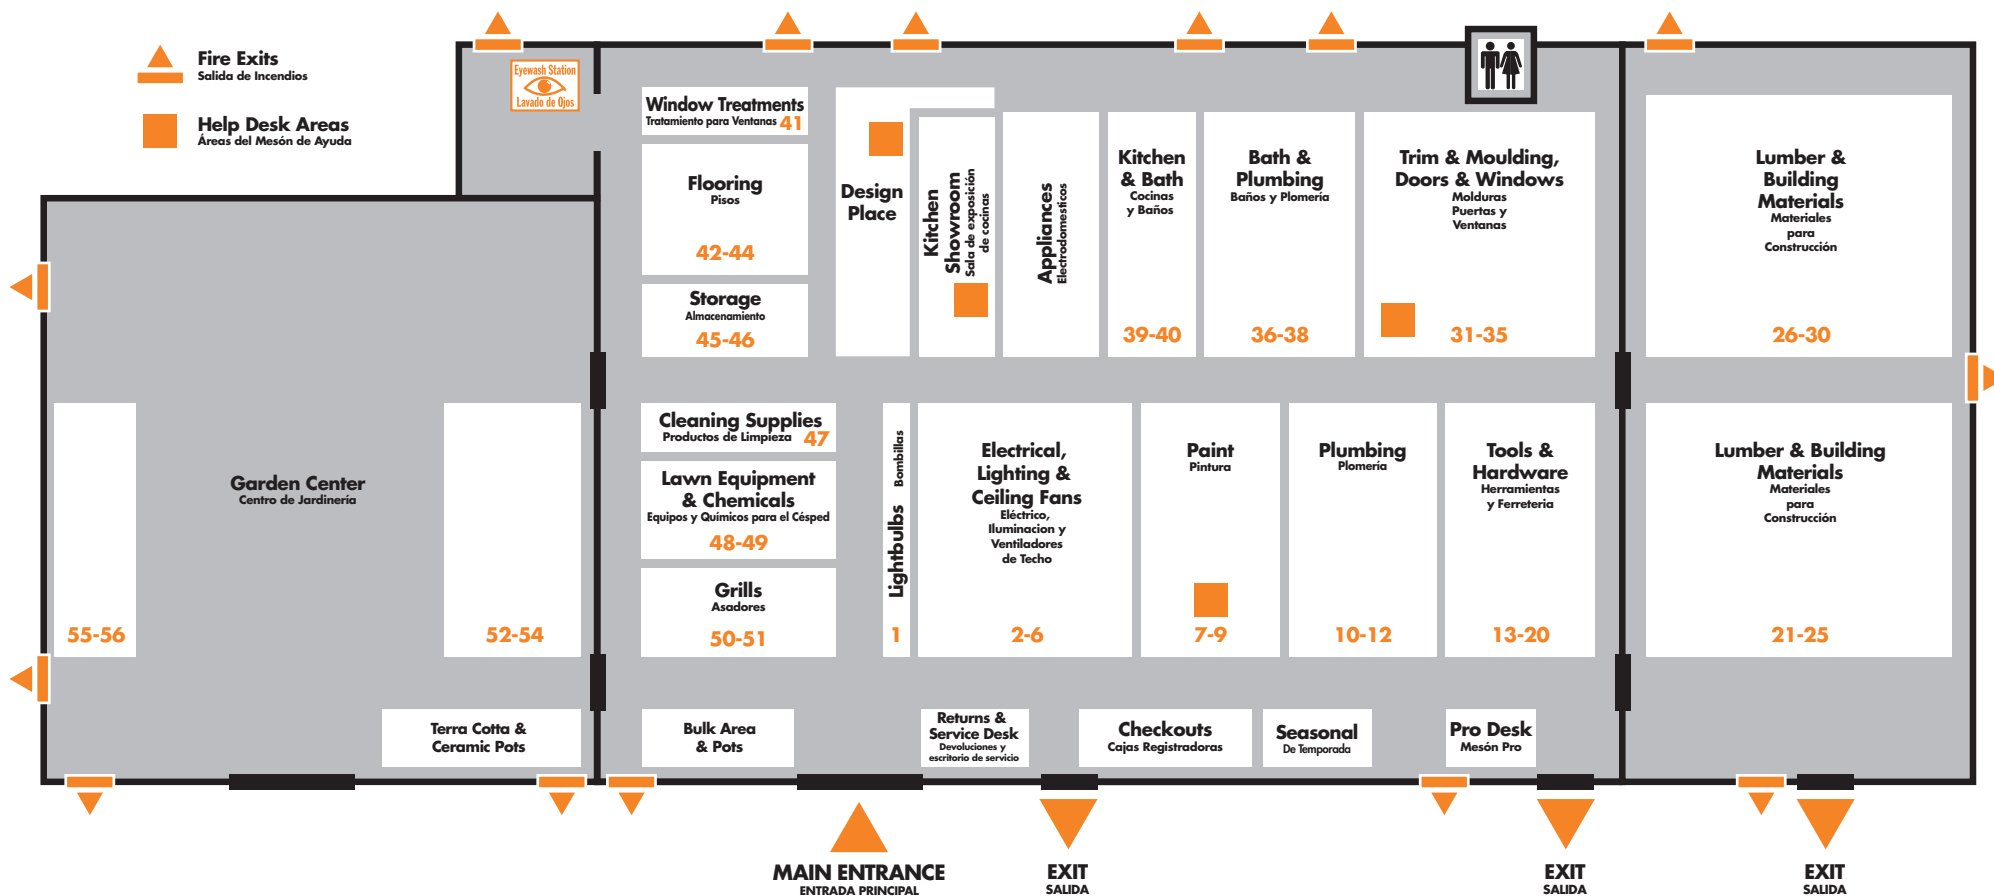 Fire Exits
Salida de Incendios
Help Desk Areas
Áreas del Mesón de Ayuda
Eyewash Station
Lavado de Ojos
Window Treatments
Tratamiento para Ventanas 41
Flooring
Pisos
42-44
Storage
Almacenamiento
45-46
Design
Place
Kitchen
Showroom
Sala de exposición
de cocinas
Appliances
Electrodomesticos
Kitchen
& Bath
Cocinas
y Baños
39-40
Bath &
Plumbing
Baños y Plomería
36-38
Trim & Moulding,
Doors & Windows
Molduras
Puertas y
Ventanas
31-35
Lumber &
Building
Materials
Materiales
para
Construcción
26-30
Garden Center
Centro de Jardinería
55-56
52-54
Cleaning Supplies
Productos de Limpieza 47
Lawn Equipment
& Chemicals
Equipos y Químicos para el Césped
48-49
Grills
Asadores
50-51
Lightbulbs Bombillas
1
Electrical,
Lighting &
Ceiling Fans
Eléctrico,
Iluminacion y
Ventiladores
de Techo
2-6
Paint
Pintura
7-9
Plumbing
Plomería
10-12
Tools &
Hardware
Herramientas
y Ferreteria
13-20
Lumber & Building
Materials
Materiales
para
Construcción
21-25
Terra Cotta &
Ceramic Pots
Bulk Area
& Pots
Returns &
Service Desk
Devoluciones y
escritorio de servicio
Checkouts
Cajas Registradoras
Seasonal
De Temporada
Pro Desk
Mesón Pro
MAIN ENTRANCE
ENTRADA PRINCIPAL
EXIT
SALIDA
EXIT
SALIDA
EXIT
SALIDA